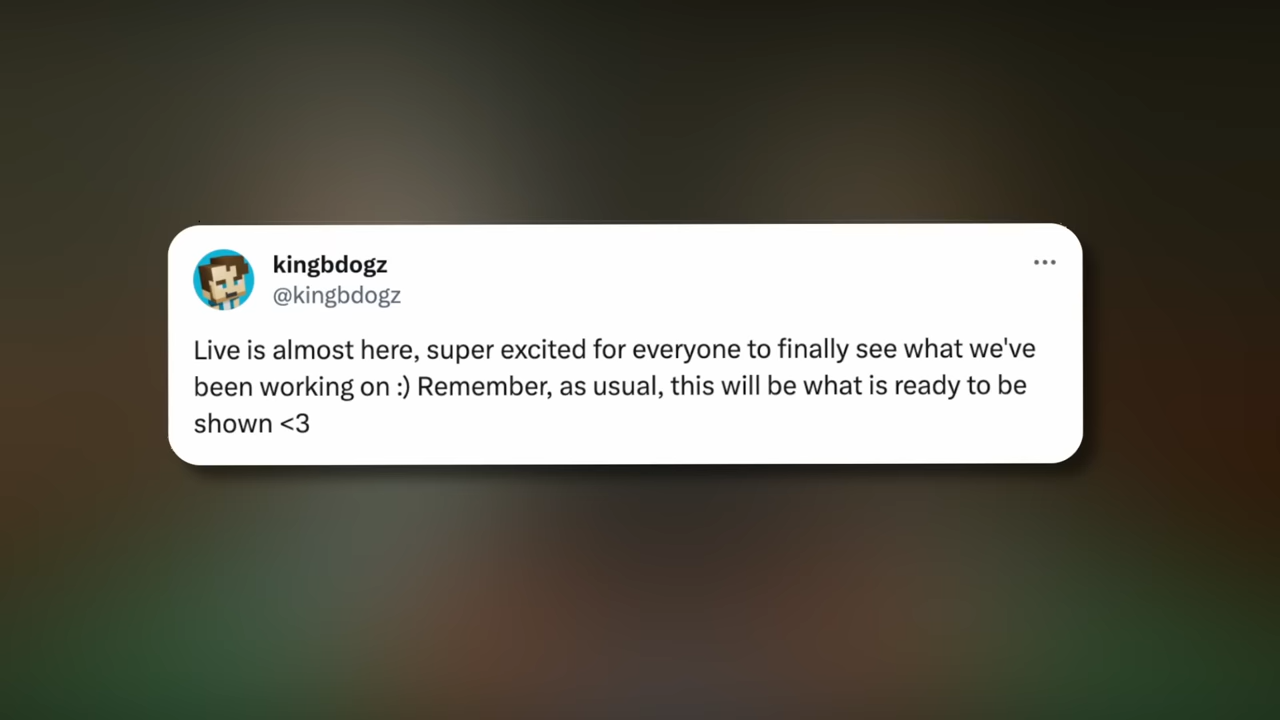 kingbdogz
@kingbdogz
Live is almost here, super excited for everyone to finally see what we've
been working on :) Remember, as usual, this will be what is ready to be
shown <3